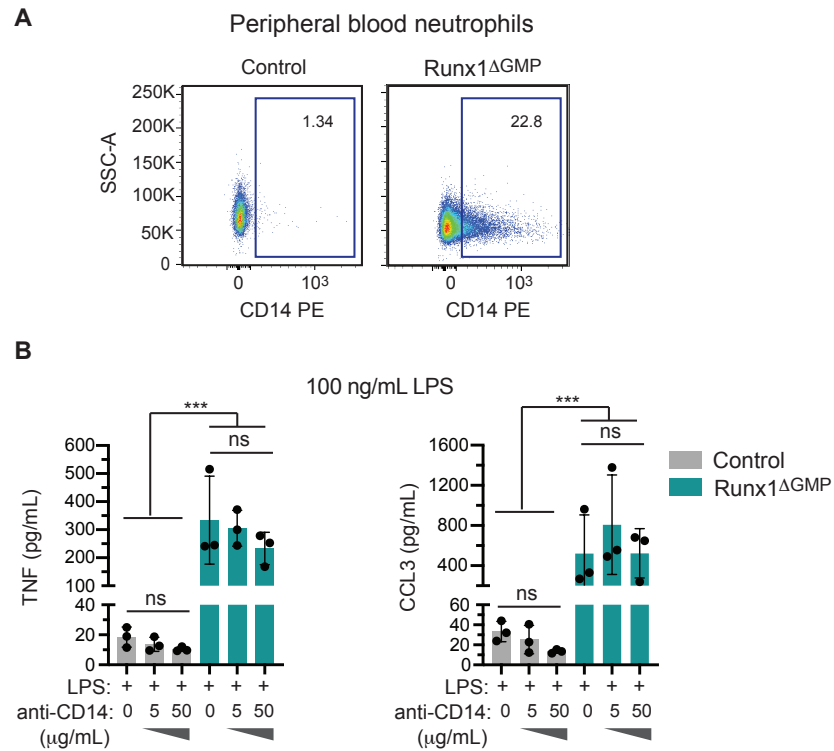 A
Peripheral blood neutrophils
Control
Runx1ΔGMP
250K
200K
150K
100K
50K
0
SSC-A
1.34
22.8
0 10³
0 10³
CD14 PE
CD14 PE
B
100 ng/mL LPS
***
ns
ns
600
500
400
300
200
100
40
20
0
TNF (pg/mL)
LPS: + + + + + +
anti-CD14: 0 5 50 0 5 50
(μg/mL)
***
ns
ns
1600
1200
800
400
60
40
20
0
CCL3 (pg/mL)
LPS: + + + + + +
anti-CD14: 0 5 50 0 5 50
(μg/mL)
Control
Runx1ΔGMP